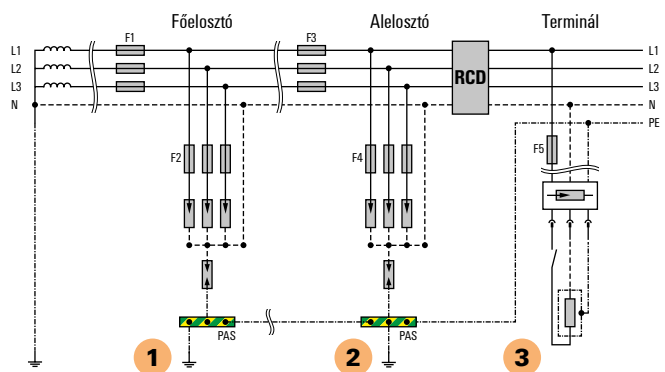 Főelosztó Alelosztó Terminál
F1 F3
L1 L1
L2 L2
RCD
L3 L3
N N
PE
F2 F4 F5
PAS PAS
1 2 3